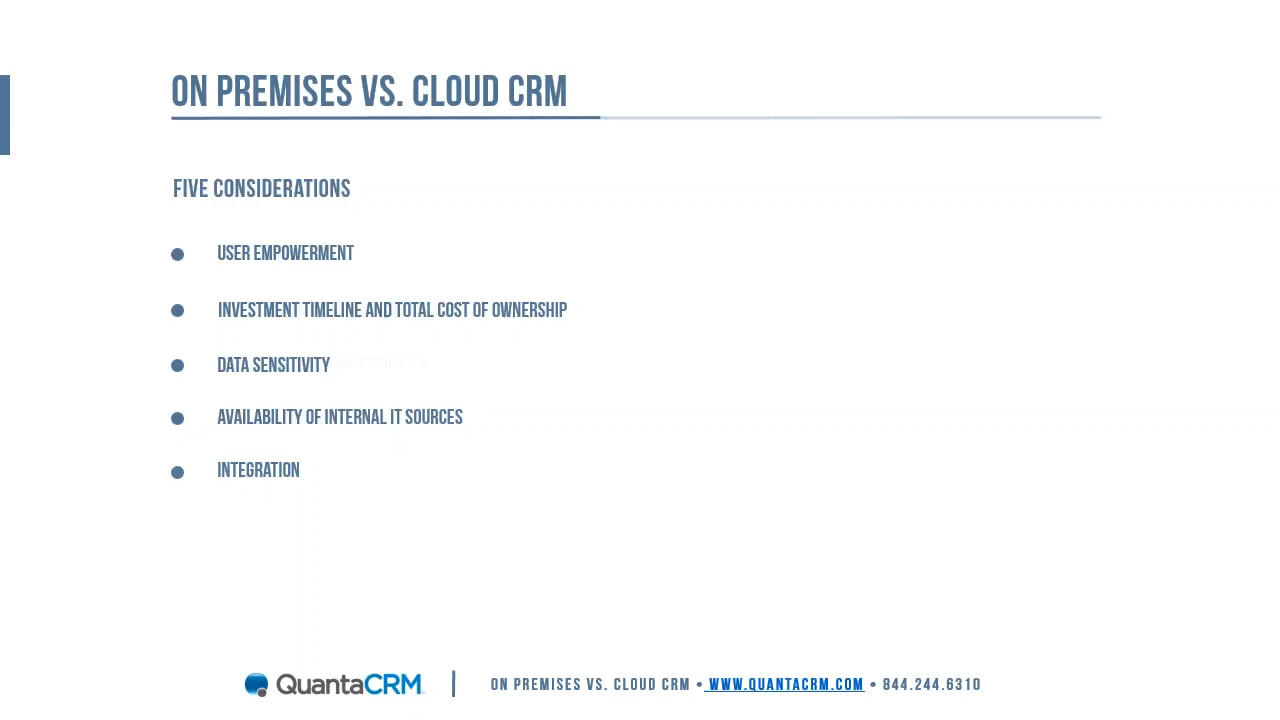 ON PREMISES VS. CLOUD CRM
FIVE CONSIDERATIONS
USER EMPOWERMENT
INVESTMENT TIMELINE AND TOTAL COST OF OWNERSHIP
DATA SENSITIVITY
AVAILABILITY OF INTERNAL IT SOURCES
INTEGRATION
QuantaCRM | ON PREMISES VS. CLOUD CRM • WWW.QUANTACRM.COM • 844.244.6310